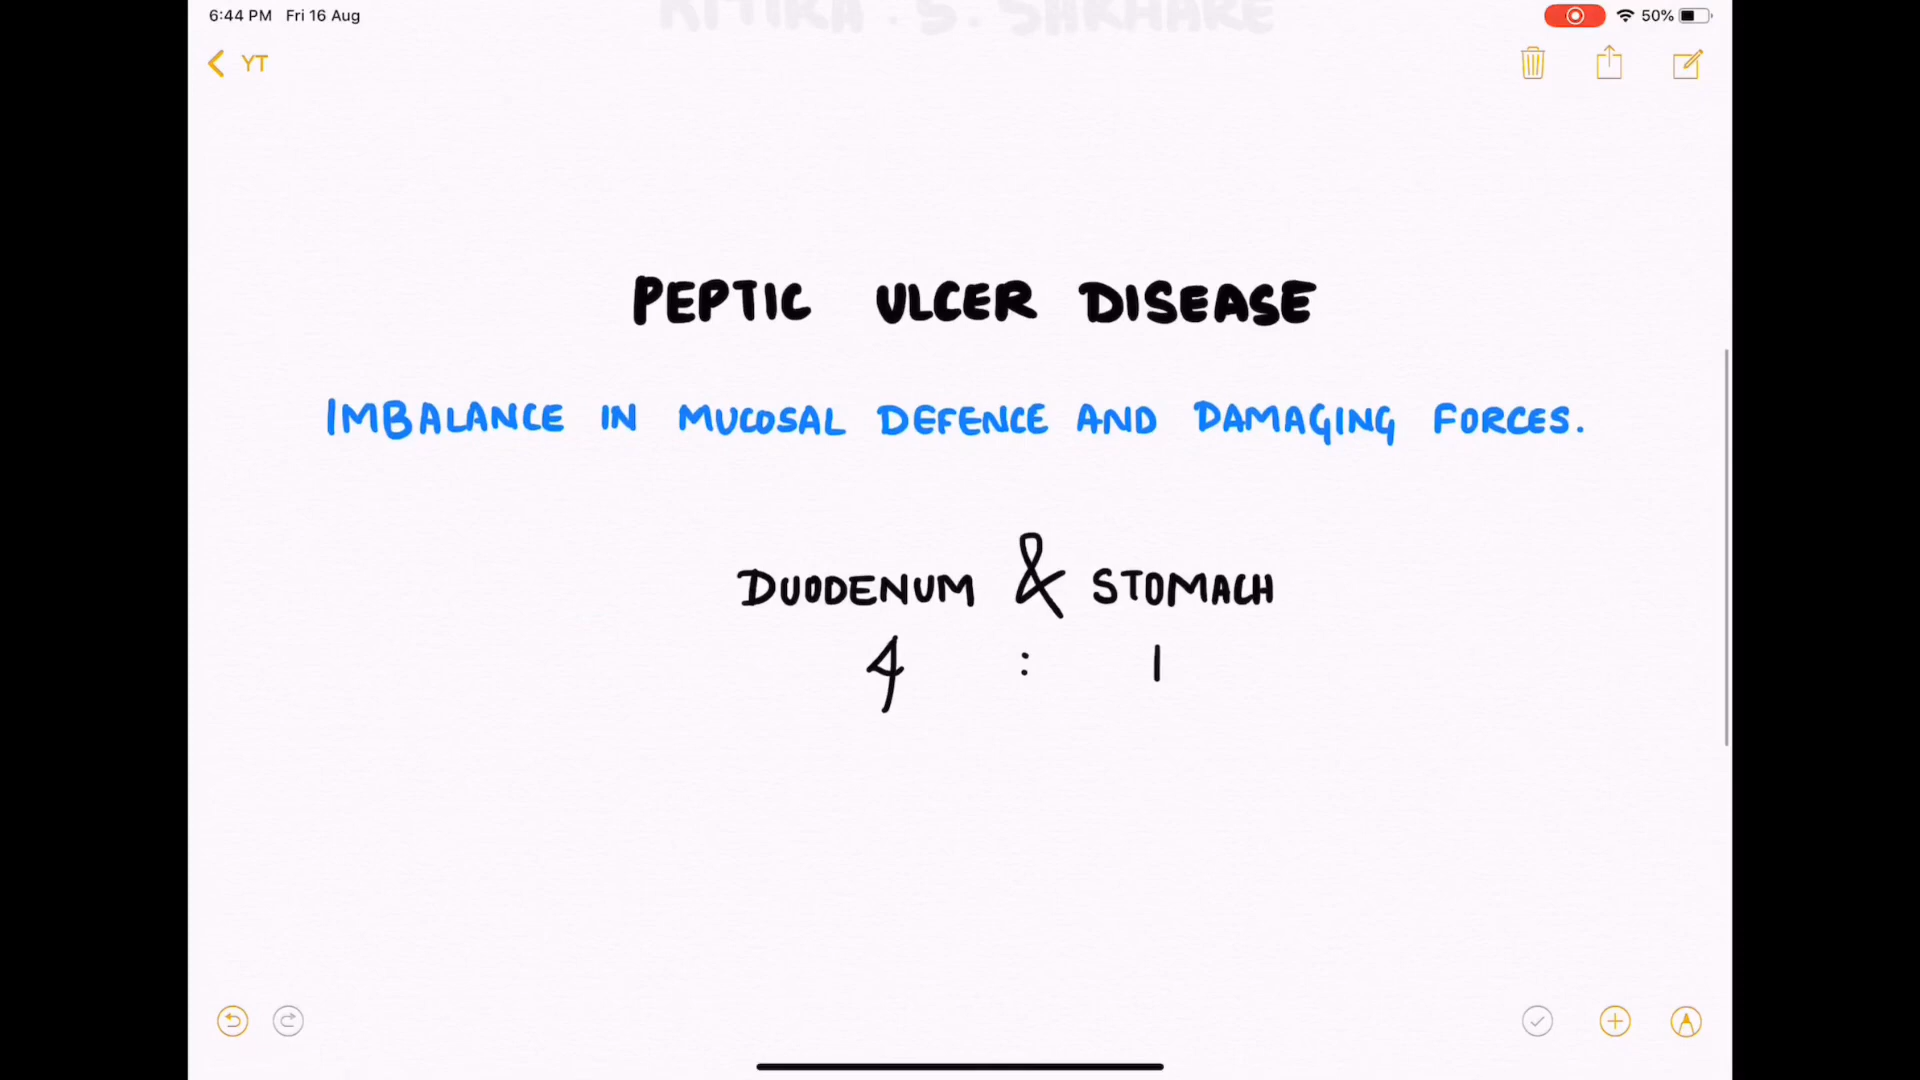 6:44 PM Fri 16 Aug 50%
YT
PEPTIC ULCER DISEASE
IMBALANCE IN MUCOSAL DEFENCE AND DAMAGING FORCES.
DUODENUM & STOMACH
4 : 1